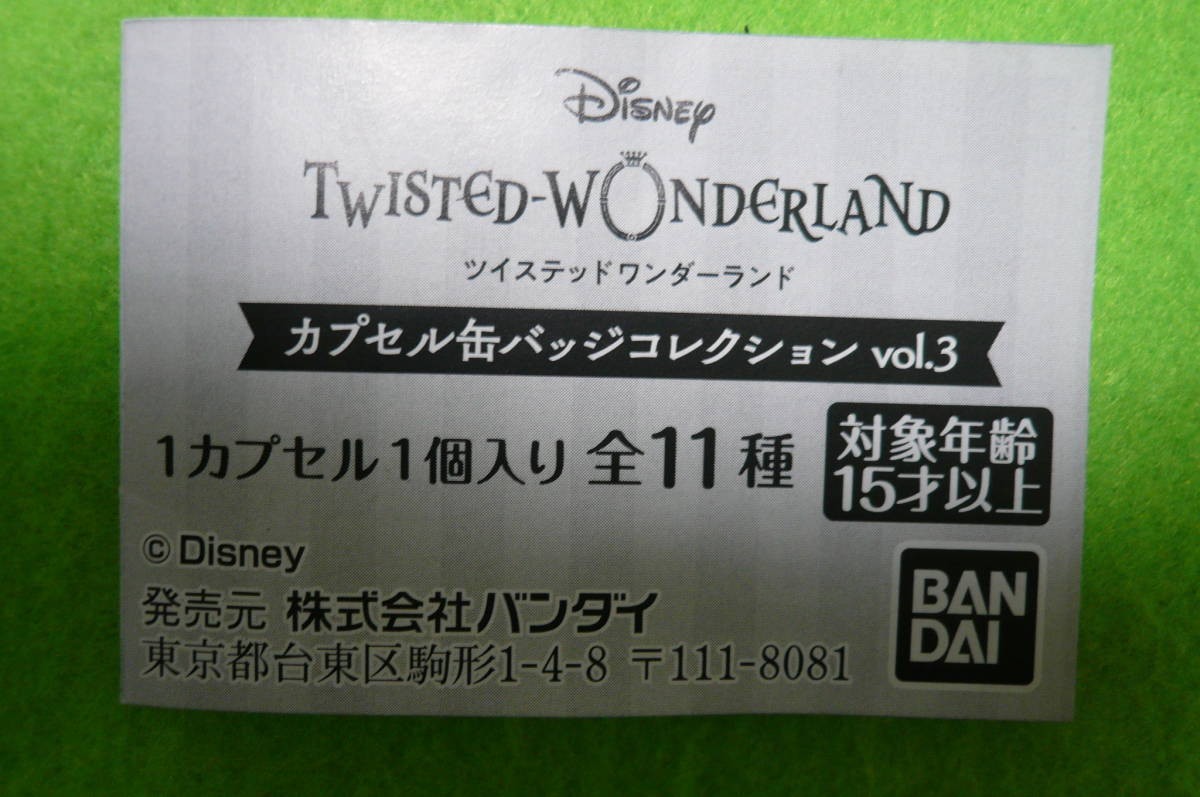 Disney
TWISTED-WONDERLAND
ツイステッドワンダーランド
カプセル缶バッジコレクション vol.3
1カプセル1個入り 全11種
対象年齢
15才以上
© Disney
発売元 株式会社バンダイ
東京都台東区駒形1-4-8 〒111-8081
BAN
DAI